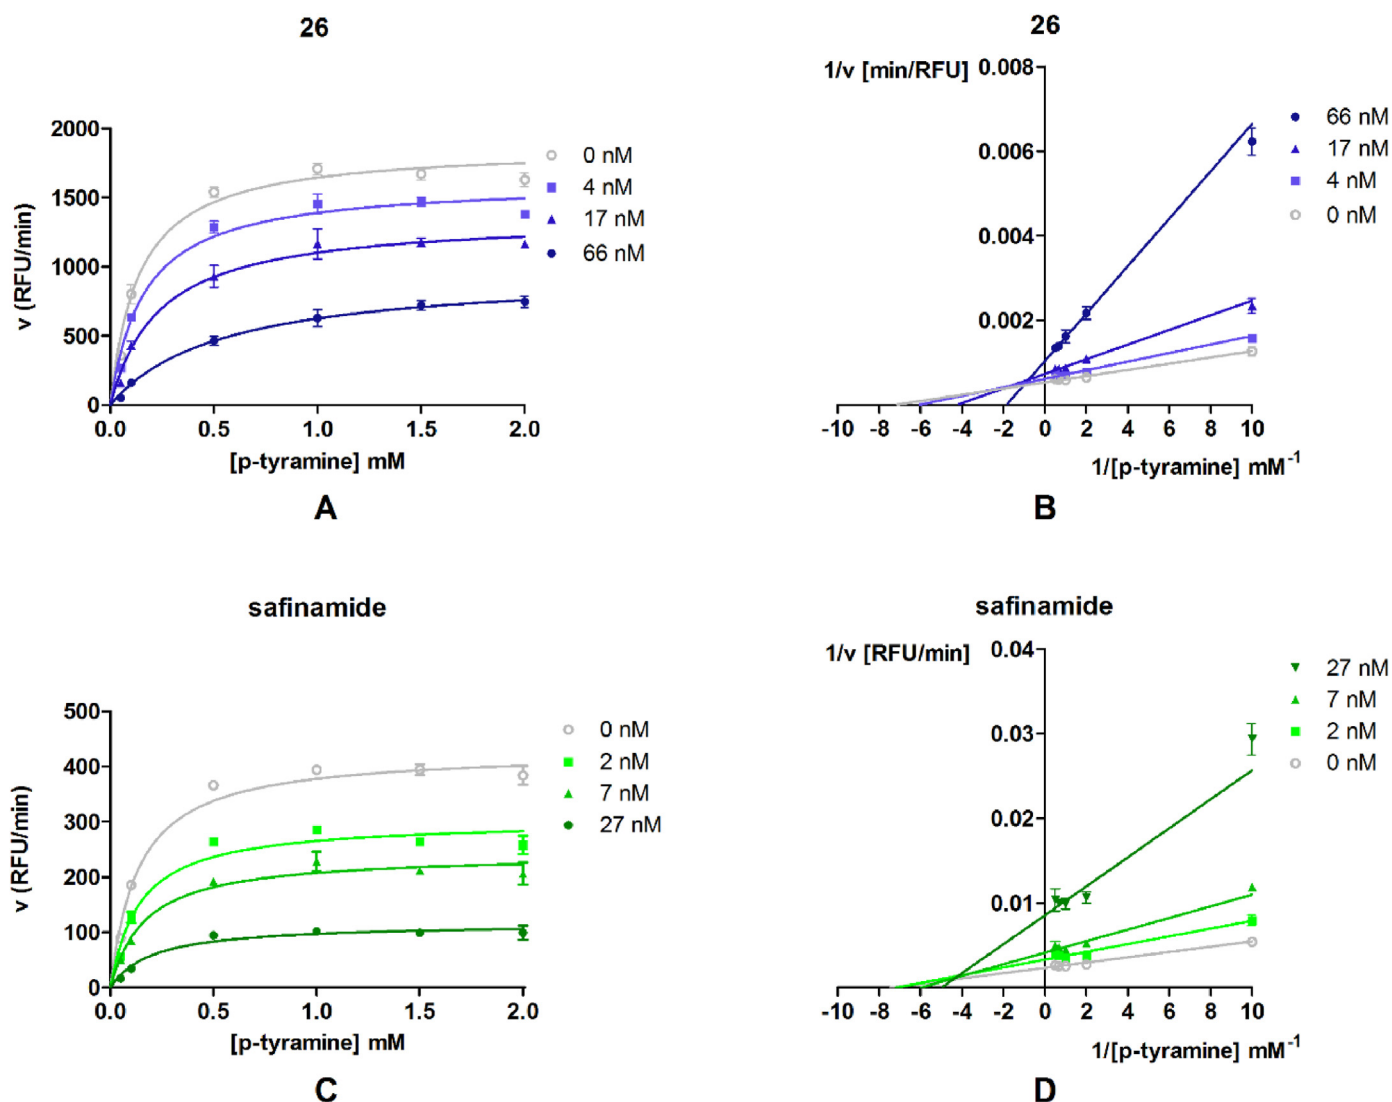 26
2000
1500
1000
500
0
0.0 0.5 1.0 1.5 2.0
v (RFU/min)
[p-tyramine] mM
0 nM
4 nM
17 nM
66 nM
A
26
1/v [min/RFU]
0.008
0.006
0.004
0.002
-10 -8 -6 -4 -2 0 2 4 6 8 10
1/[p-tyramine] mM⁻¹
66 nM
17 nM
4 nM
0 nM
B
safinamide
500
400
300
200
100
0
0.0 0.5 1.0 1.5 2.0
v (RFU/min)
[p-tyramine] mM
0 nM
2 nM
7 nM
27 nM
C
safinamide
1/v [RFU/min]
0.04
0.03
0.02
0.01
-10 -8 -6 -4 -2 0 2 4 6 8 10
1/[p-tyramine] mM⁻¹
27 nM
7 nM
2 nM
0 nM
D